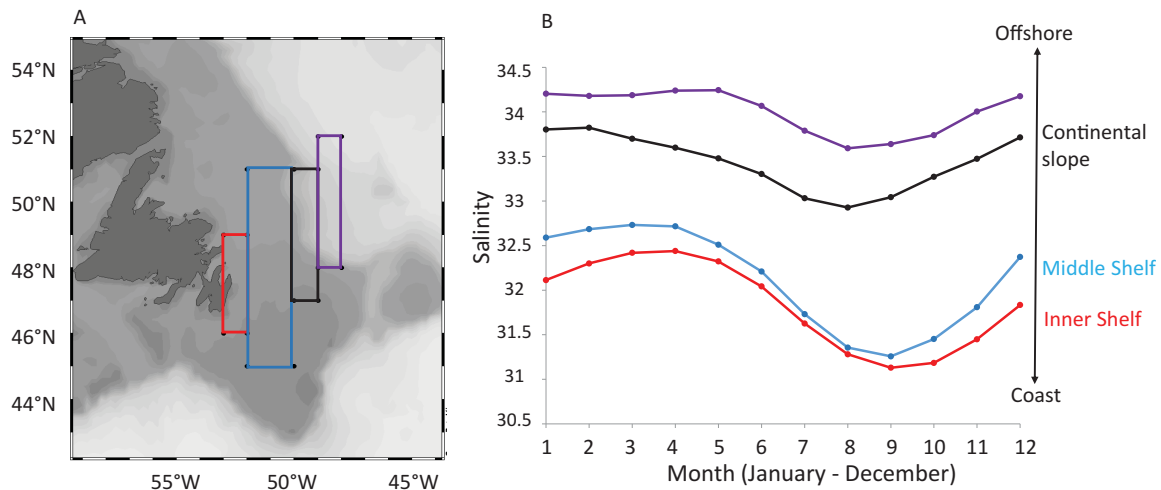 A
54°N
52°N
50°N
48°N
46°N
44°N
55°W
50°W
45°W
B
Offshore
34.5
34
33.5
33
32.5
32
31.5
31
30.5
Salinity
Continental
slope
Middle Shelf
Inner Shelf
Coast
1 2 3 4 5 6 7 8 9 10 11 12
Month (January - December)